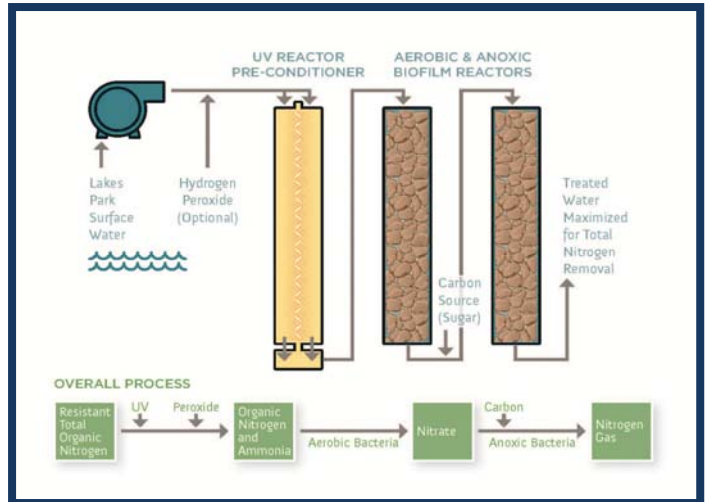 UV REACTOR
PRE-CONDITIONER
AEROBIC & ANOXIC
BIOFILM REACTORS
Lakes
Park
Surface
Water
Hydrogen
Peroxide
(Optional)
Carbon
Source
(Sugar)
Treated
Water
Maximized
for Total
Nitrogen
Removal
OVERALL PROCESS
Resistant
Total
Organic
Nitrogen
UV
Peroxide
Organic
Nitrogen
and
Ammonia
Aerobic Bacteria
Nitrate
Carbon
Anoxic Bacteria
Nitrogen
Gas